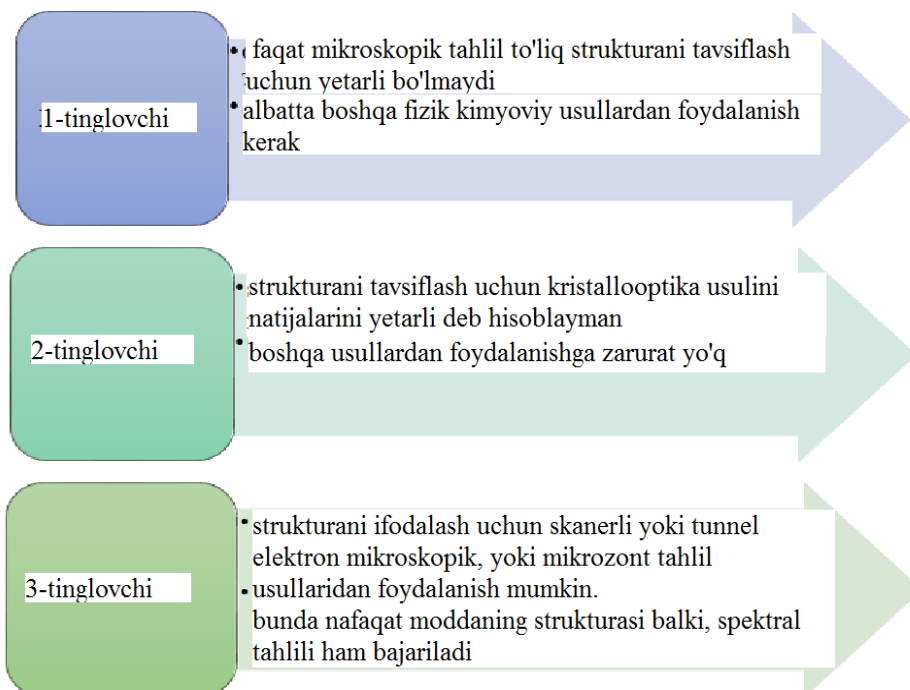 1-tinglovchi
• faqat mikroskopik tahlil to'liq strukturani tavsiflash
uchun yetarli bo'lmaydi
• albatta boshqa fizik kimyoviy usullardan foydalanish
kerak
2-tinglovchi
• strukturani tavsiflash uchun kristallooptika usulini
natijalarini yetarli deb hisoblayman
• boshqa usullardan foydalanishga zarurat yo'q
3-tinglovchi
• strukturani ifodalash uchun skanerli yoki tunnel
elektron mikroskopik, yoki mikrozont tahlil
• usullaridan foydalanish mumkin.
bunda nafaqat moddaning strukturasi balki, spektral
tahlili ham bajariladi